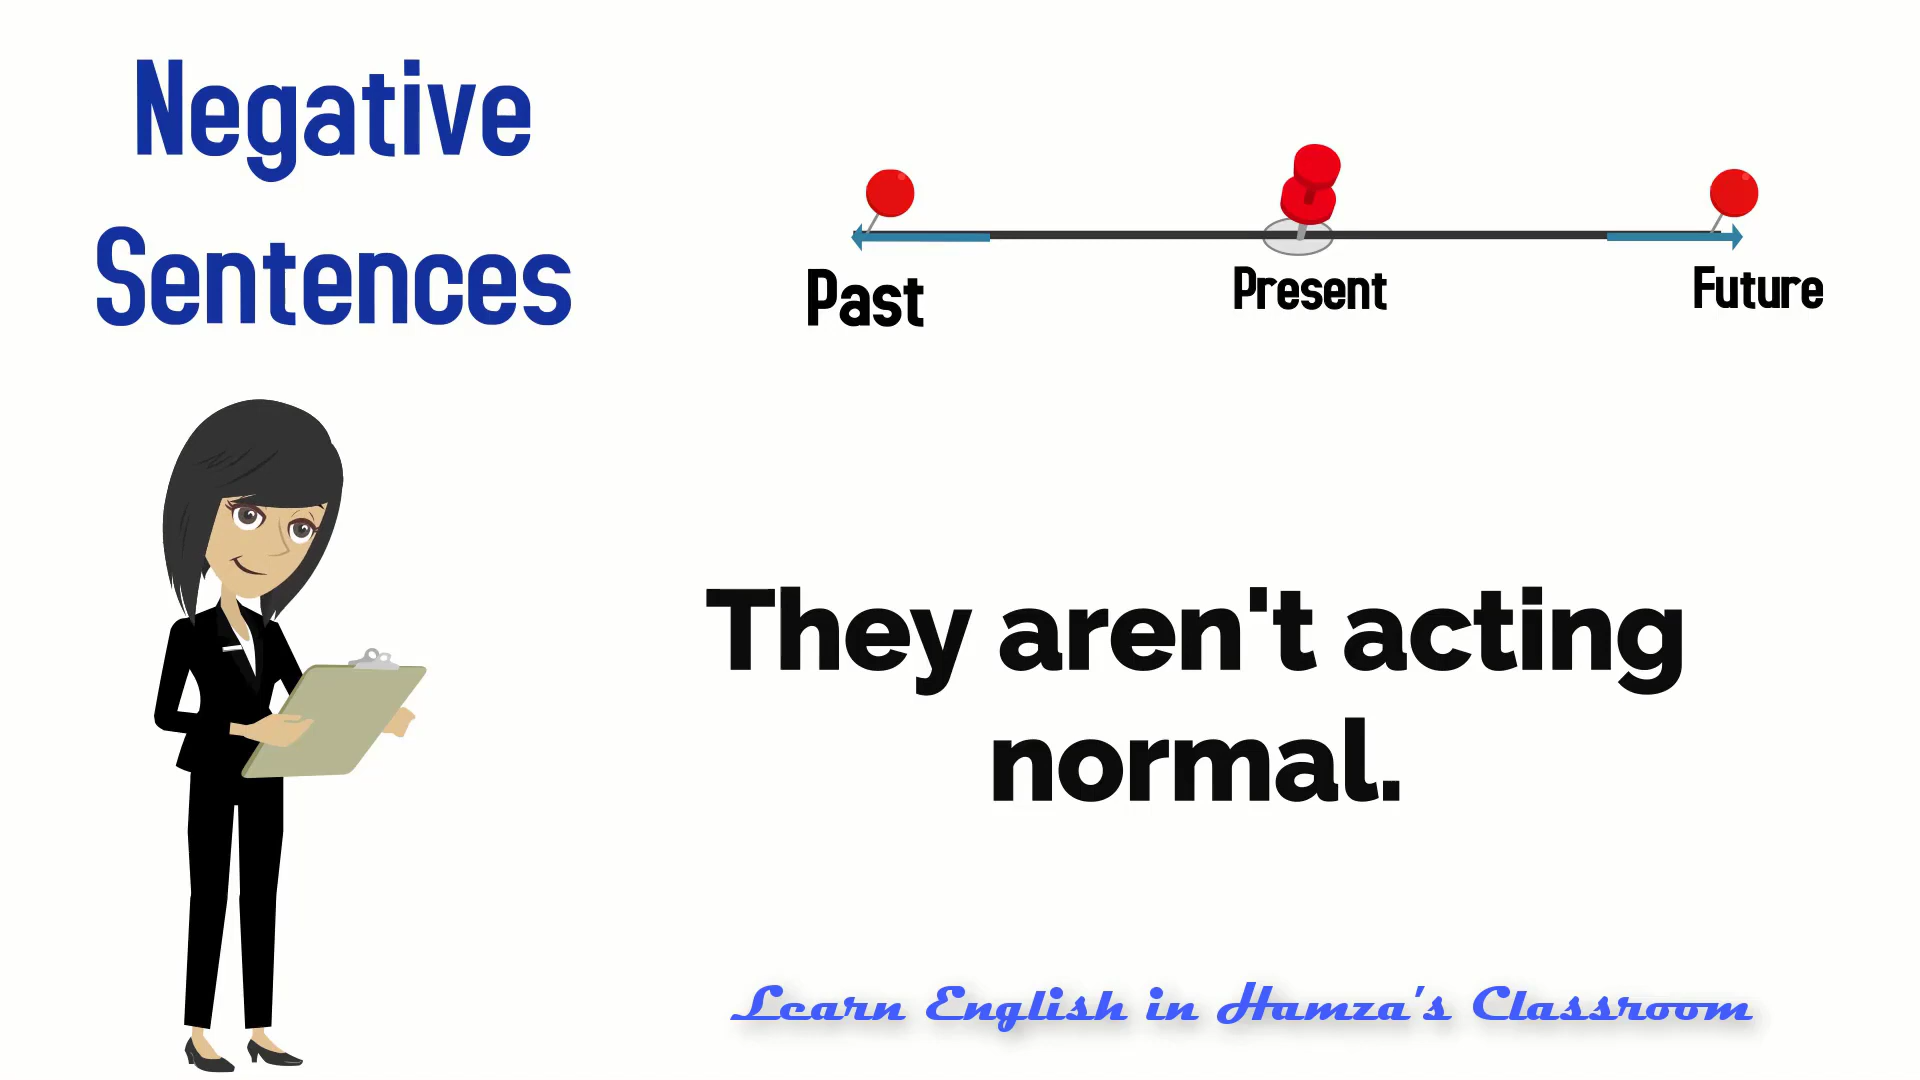 Negative
Sentences
Past
Present
Future
They aren't acting
normal.
Learn English in Hamza's Classroom